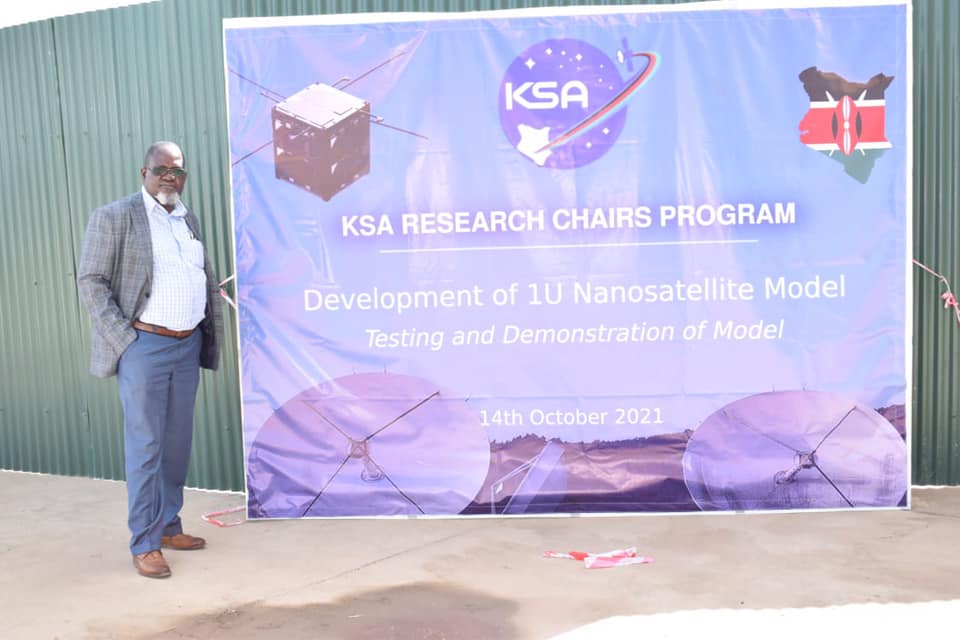 KSA
KSA RESEARCH CHAIRS PROGRAM
Development of 1U Nanosatellite Model
Testing and Demonstration of Model
14th October 2021